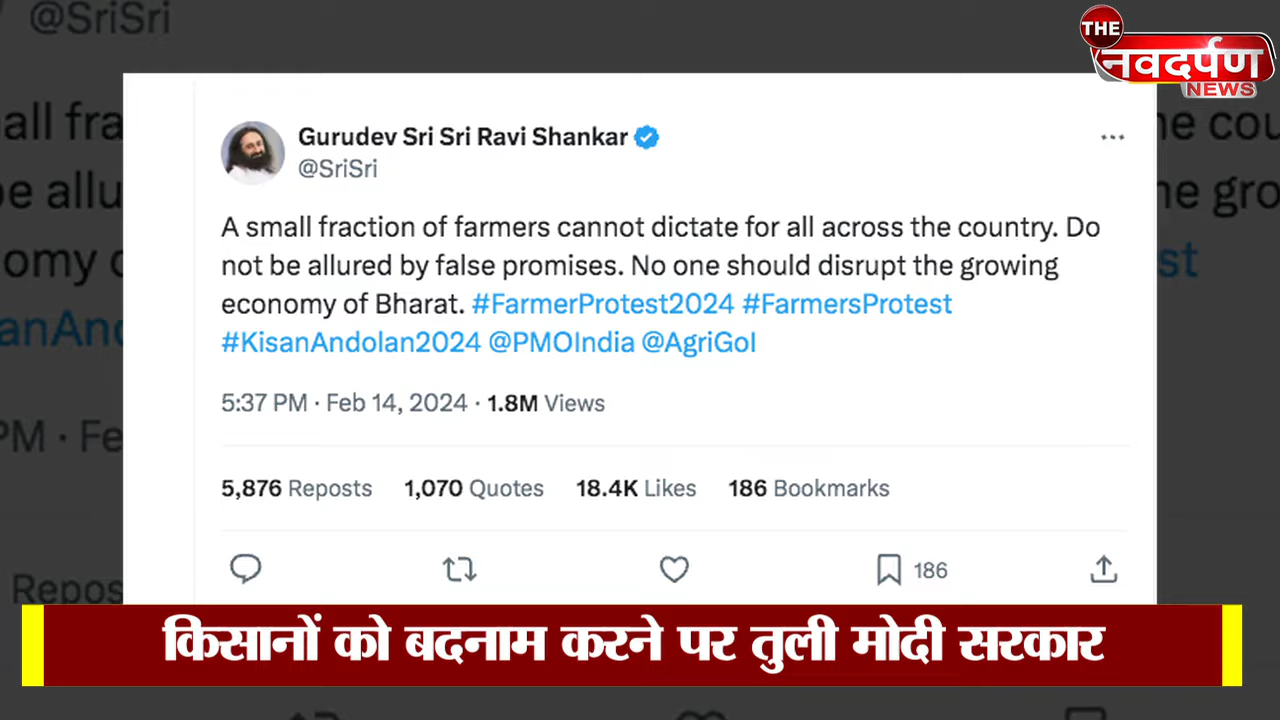 @SriSri
THE
नवदर्पण
NEWS
Gurudev Sri Sri Ravi Shankar
@SriSri
A small fraction of farmers cannot dictate for all across the country. Do
not be allured by false promises. No one should disrupt the growing
economy of Bharat. #FarmerProtest2024 #FarmersProtest
#KisanAndolan2024 @PMOIndia @AgriGoI
5:37 PM · Feb 14, 2024 · 1.8M Views
5,876 Reposts 1,070 Quotes 18.4K Likes 186 Bookmarks
186
किसानों को बदनाम करने पर तुली मोदी सरकार